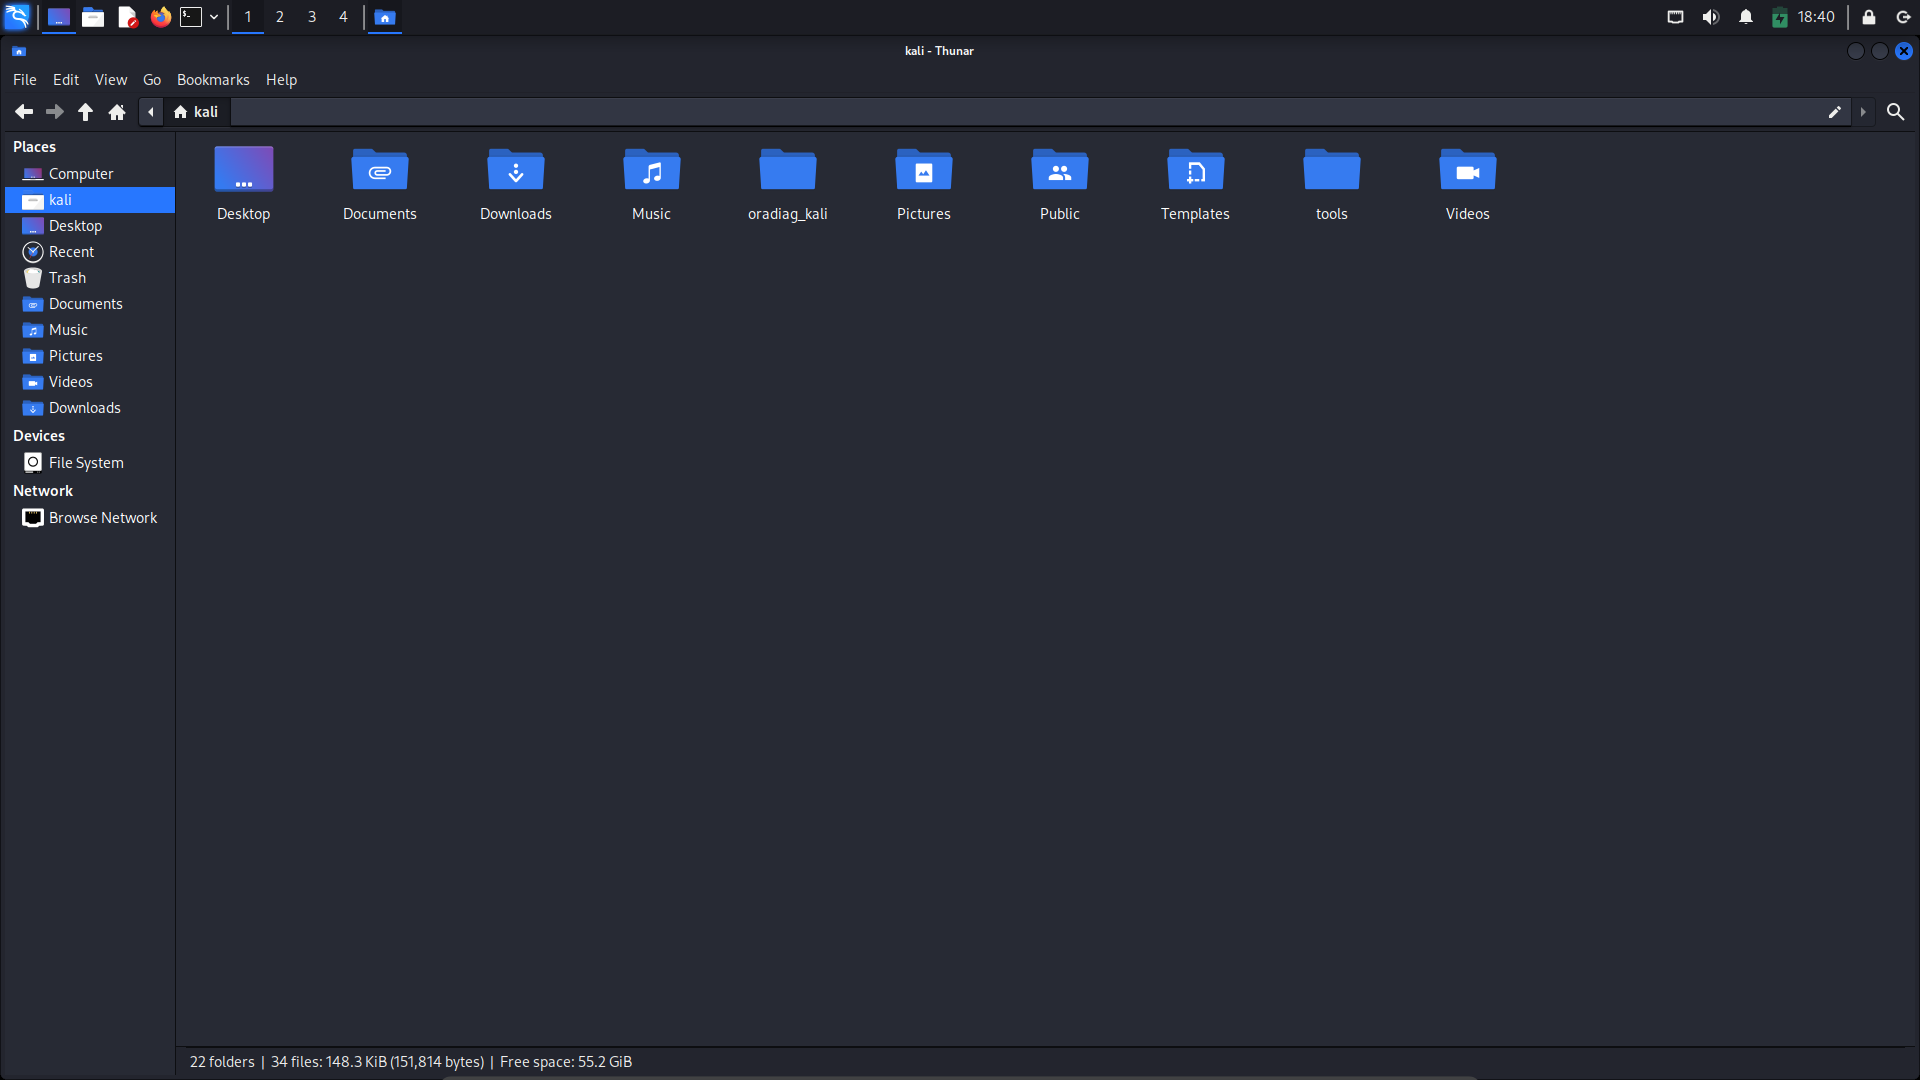 1 2 3 4 18:40
kali - Thunar
File Edit View Go Bookmarks Help
kali
Places
Computer
kali
Desktop
Recent
Trash
Documents
Music
Pictures
Videos
Downloads
Devices
File System
Network
Browse Network
Desktop Documents Downloads Music oradiag_kali Pictures Public Templates tools Videos
22 folders | 34 files: 148.3 KiB (151,814 bytes) | Free space: 55.2 GiB